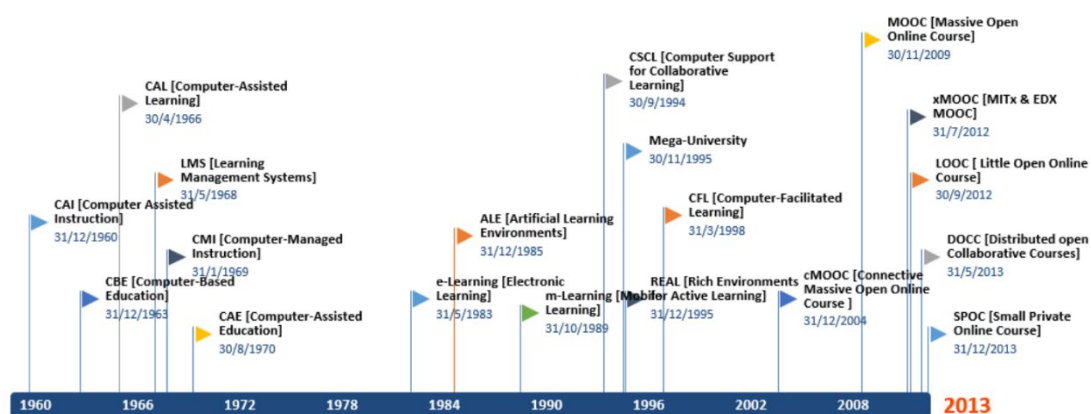 MOOC [Massive Open
Online Course]
30/11/2009
CSCL [Computer Support
for Collaborative
Learning]
30/9/1994
CAL [Computer-Assisted
Learning]
30/4/1966
xMOOC [MITx & EDX
MOOC]
31/7/2012
Mega-University
30/11/1995
LMS [Learning
Management Systems]
31/5/1968
LOOC [ Little Open Online
Course]
30/9/2012
CFL [Computer-Facilitated
Learning]
31/3/1998
CAI [Computer Assisted
Instruction]
31/12/1960
ALE [Artificial Learning
Environments]
31/12/1985
CMI [Computer-Managed
Instruction]
31/1/1969
DOCC [Distributed open
Collaborative Courses]
31/5/2013
CBE [Computer-Based
Education]
31/12/1963
e-Learning [Electronic
Learning]
31/5/1983
m-Learning [Mobile
Learning]
31/10/1989
REAL [Rich Environments
for Active Learning]
31/12/1995
cMOOC [Connective
Massive Open Online
Course ]
31/12/2004
CAE [Computer-Assisted
Education]
30/8/1970
SPOC [Small Private
Online Course]
31/12/2013
1960 1966 1972 1978 1984 1990 1996 2002 2008 2013